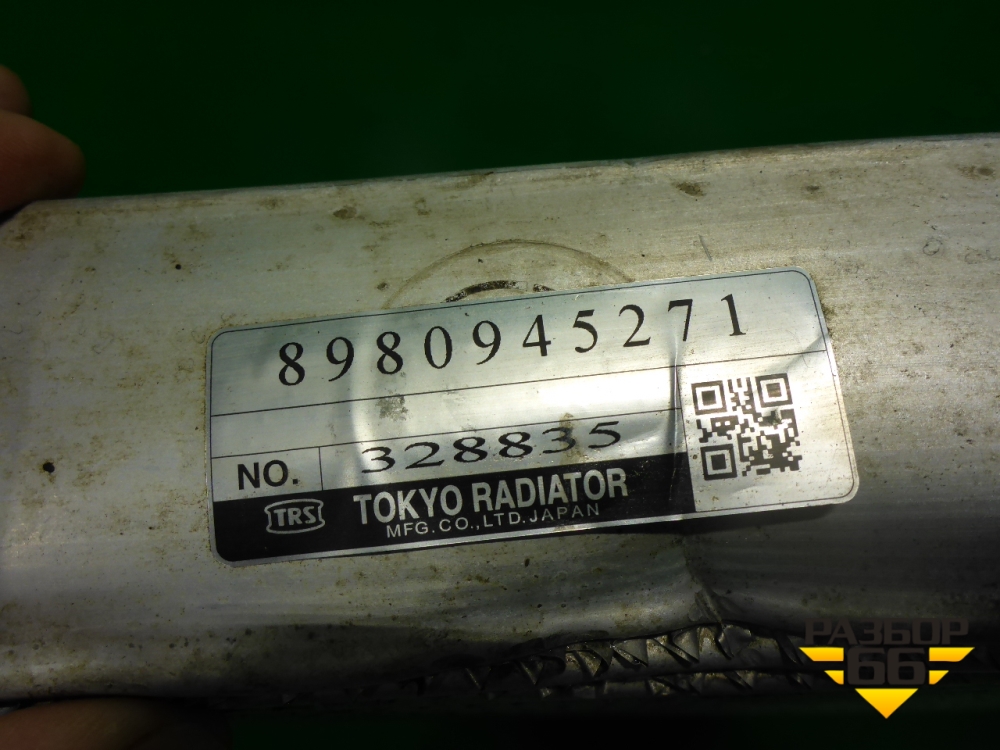 8980945271
NO. 328835
TRS TOKYO RADIATOR
MFG.CO.,LTD.JAPAN
РАЗБОР
66